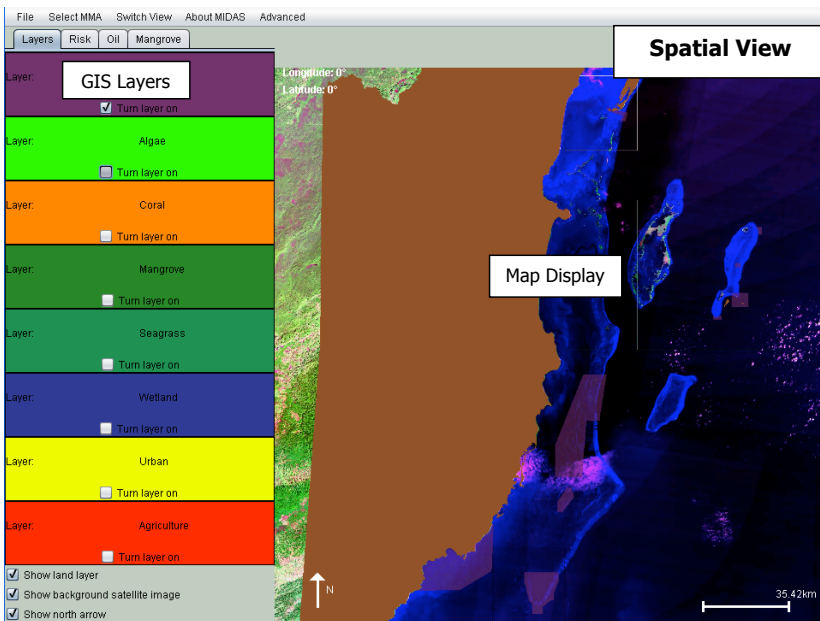 File Select MMA Switch View About MIDAS Advanced
Layers Risk Oil Mangrove
Spatial View
Layer:
GIS Layers
Turn layer on
Longitude: 0°
Latitude: 0°
Layer: Algae
Turn layer on
Layer: Coral
Turn layer on
Layer: Mangrove
Turn layer on
Map Display
Layer: Seagrass
Turn layer on
Layer: Wetland
Turn layer on
Layer: Urban
Turn layer on
Layer: Agriculture
Turn layer on
Show land layer
Show background satellite image
Show north arrow
N
35.42km